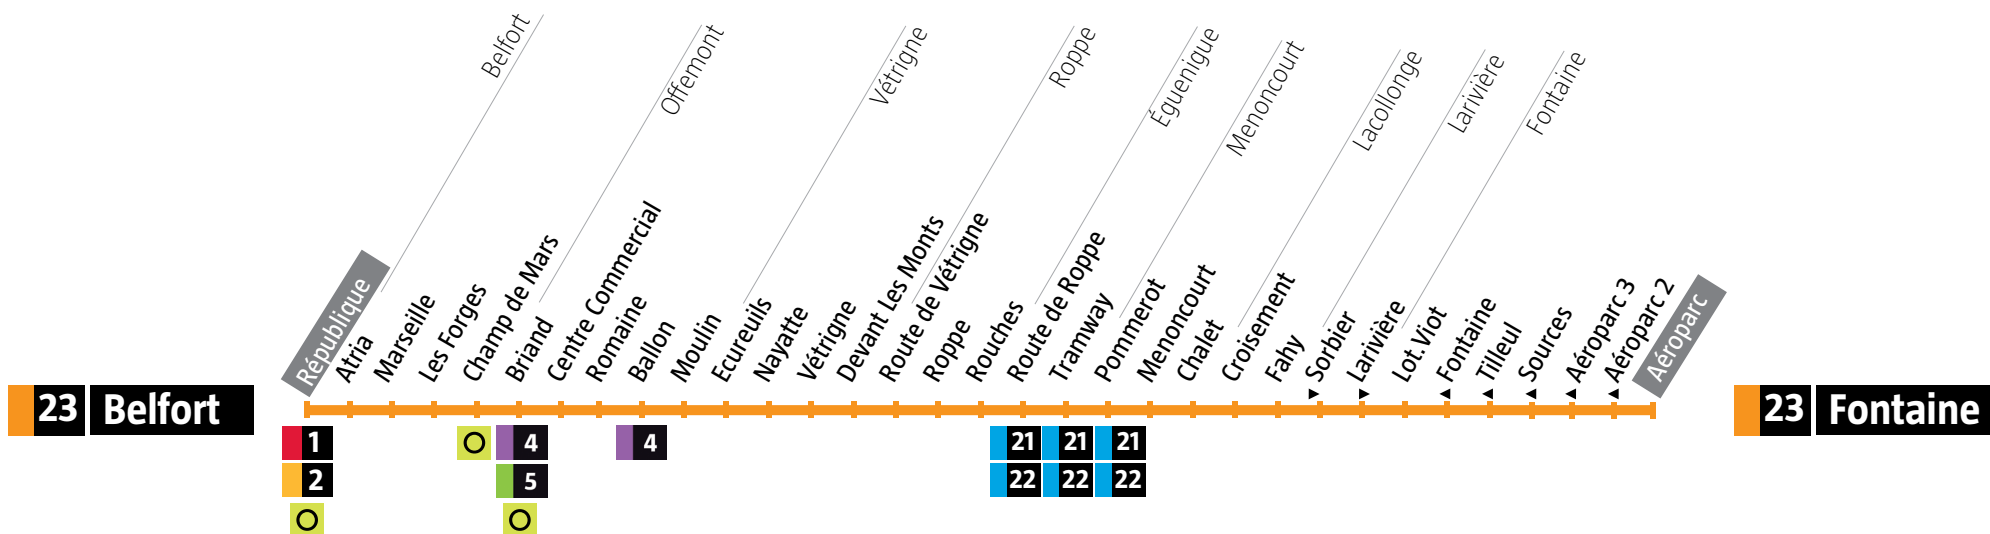 Belfort
Offemont
Vétrigne
Roppe
Éguenigue
Menoncourt
Lacollonge
Larivière
Fontaine
République
Atria
Marseille
Les Forges
Champ de Mars
Briand
Centre Commercial
Romaine
Ballon
Moulin
Ecureuils
Nayatte
Vétrigne
Devant Les Monts
Route de Vétrigne
Roppe
Rouches
Route de Roppe
Tramway
Pommerot
Menoncourt
Chalet
Croisement
Fahy
Sorbier
Larivière
Lot.Viot
Fontaine
Tilleul
Sources
Aéroparc 3
Aéroparc 2
Aéroparc
23 Belfort
23 Fontaine
1
4
4
21
21
21
2
5
22
22
22